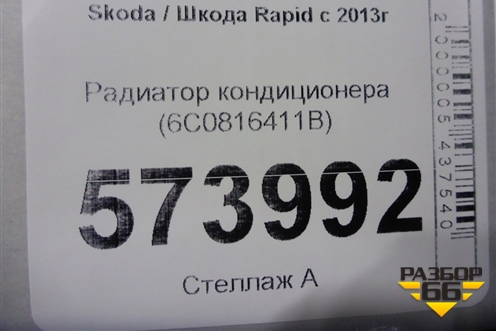 Skoda / Шкода Rapid с 2013г
Радиатор кондиционера
(6C0816411B)
573992
Стеллаж А
2000005437540
РАЗБОР
66